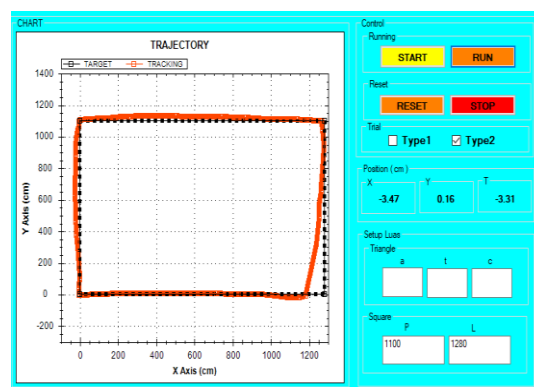 CHART
TRAJECTORY
TARGET TRACKING
1400
1200
1000
800
600
400
200
0
-200
0 200 400 600 800 1000 1200
Y Axis (cm)
X Axis (cm)
Control
Running
START RUN
Reset
RESET STOP
Trial
Type1 Type2
Position (cm)
X Y T
-3.47 0.16 -3.31
Setup Luas
Triangle
a t c
Square
P L
1100 1280